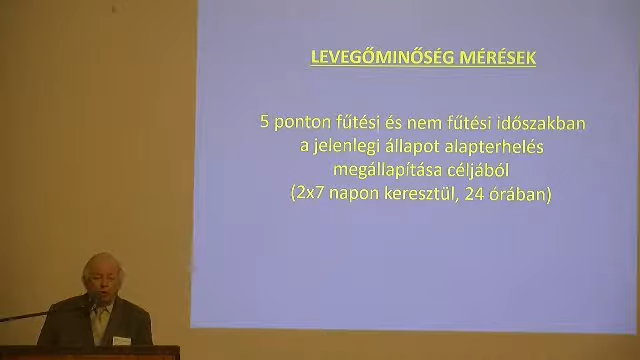 LEVEGŐMINŐSÉG MÉRÉSEK
5 ponton fűtési és nem fűtési időszakban
a jelenlegi állapot alapterhelés
megállapítása céljából
(2x7 napon keresztül, 24 órában)